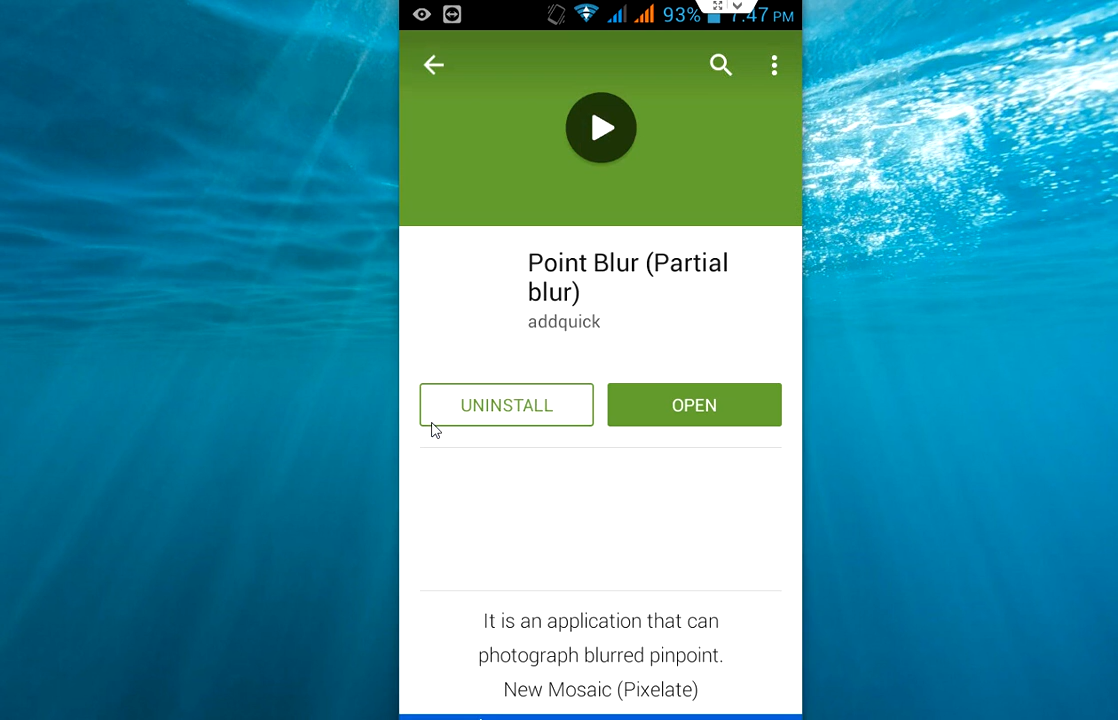 93% 7:47 PM
Point Blur (Partial
blur)
addquick
UNINSTALL
OPEN
It is an application that can
photograph blurred pinpoint.
New Mosaic (Pixelate)